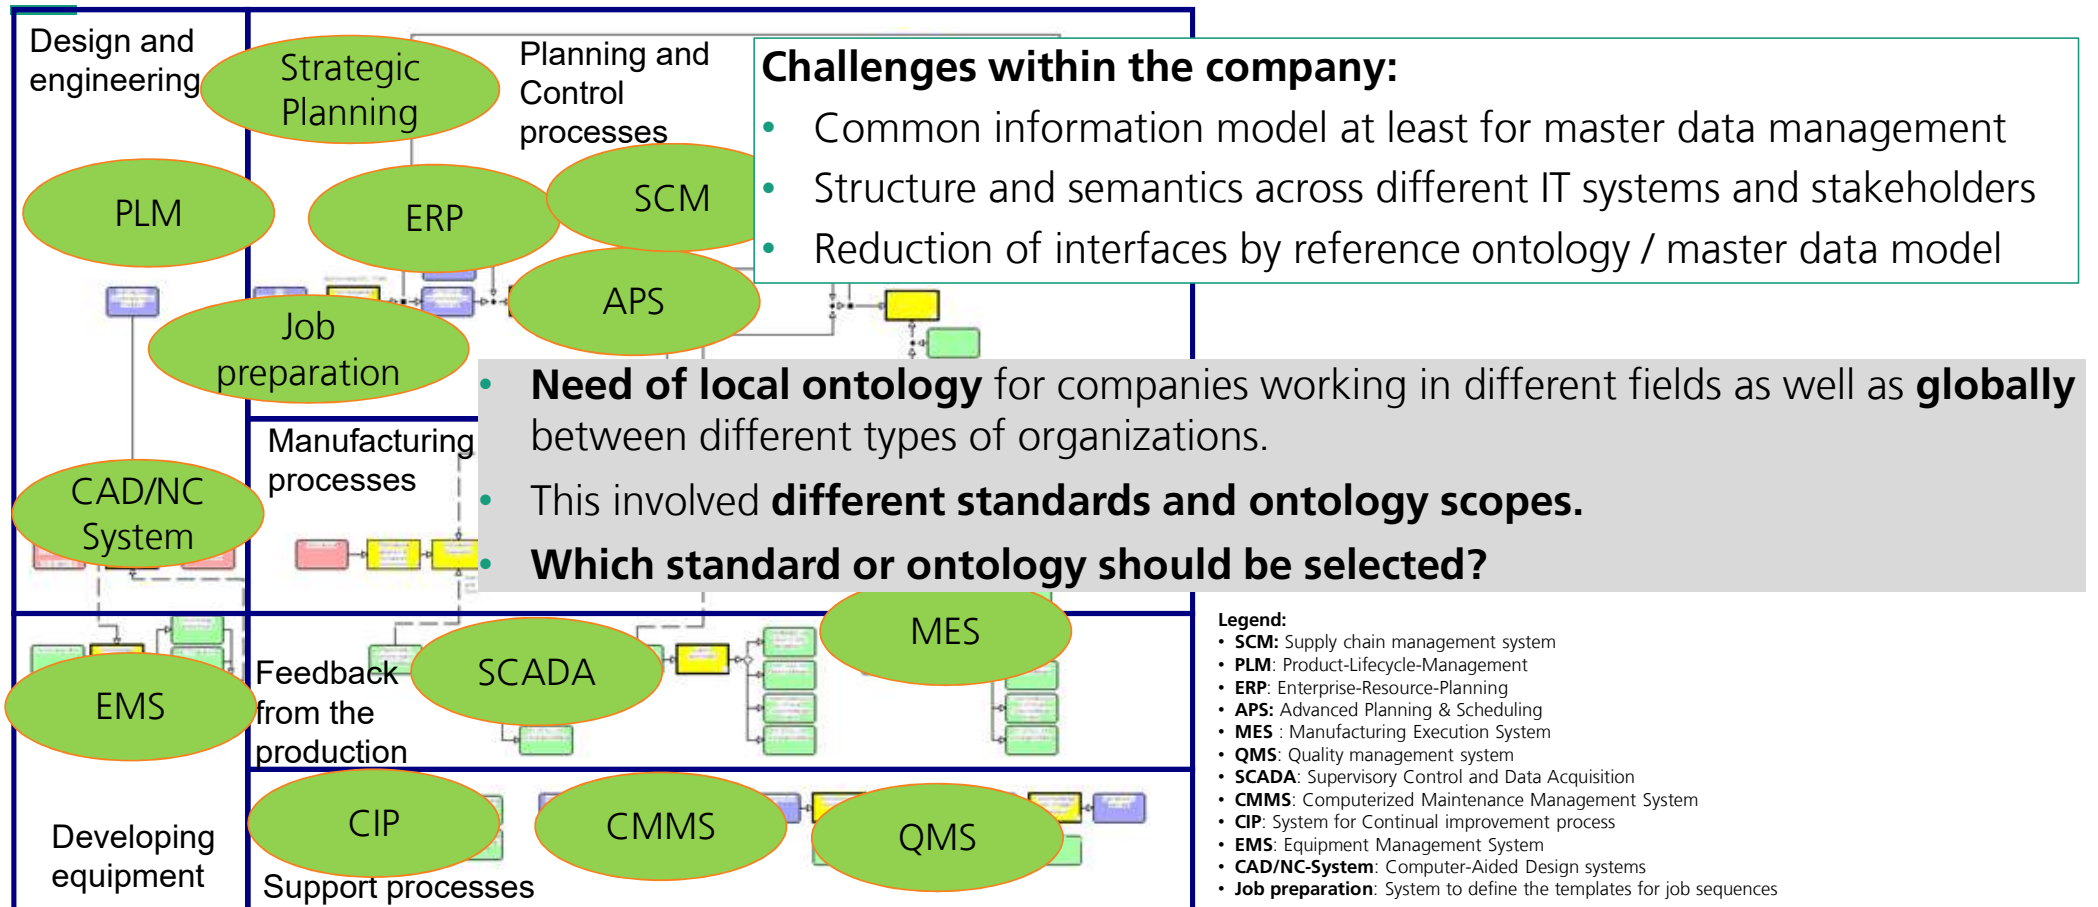 Design and
engineering
Strategic
Planning
Planning and
Control
processes
Challenges within the company:
• Common information model at least for master data management
• Structure and semantics across different IT systems and stakeholders
• Reduction of interfaces by reference ontology / master data model
PLM
ERP
SCM
APS
Job
preparation
• Need of local ontology for companies working in different fields as well as globally
between different types of organizations.
• This involved different standards and ontology scopes.
• Which standard or ontology should be selected?
Manufacturing
processes
CAD/NC
System
MES
SCADA
EMS
Feedback
from the
production
CIP
CMMS
QMS
Developing
equipment
Support processes
Legend:
• SCM: Supply chain management system
• PLM: Product-Lifecycle-Management
• ERP: Enterprise-Resource-Planning
• APS: Advanced Planning & Scheduling
• MES : Manufacturing Execution System
• QMS: Quality management system
• SCADA: Supervisory Control and Data Acquisition
• CMMS: Computerized Maintenance Management System
• CIP: System for Continual improvement process
• EMS: Equipment Management System
• CAD/NC-System: Computer-Aided Design systems
• Job preparation: System to define the templates for job sequences